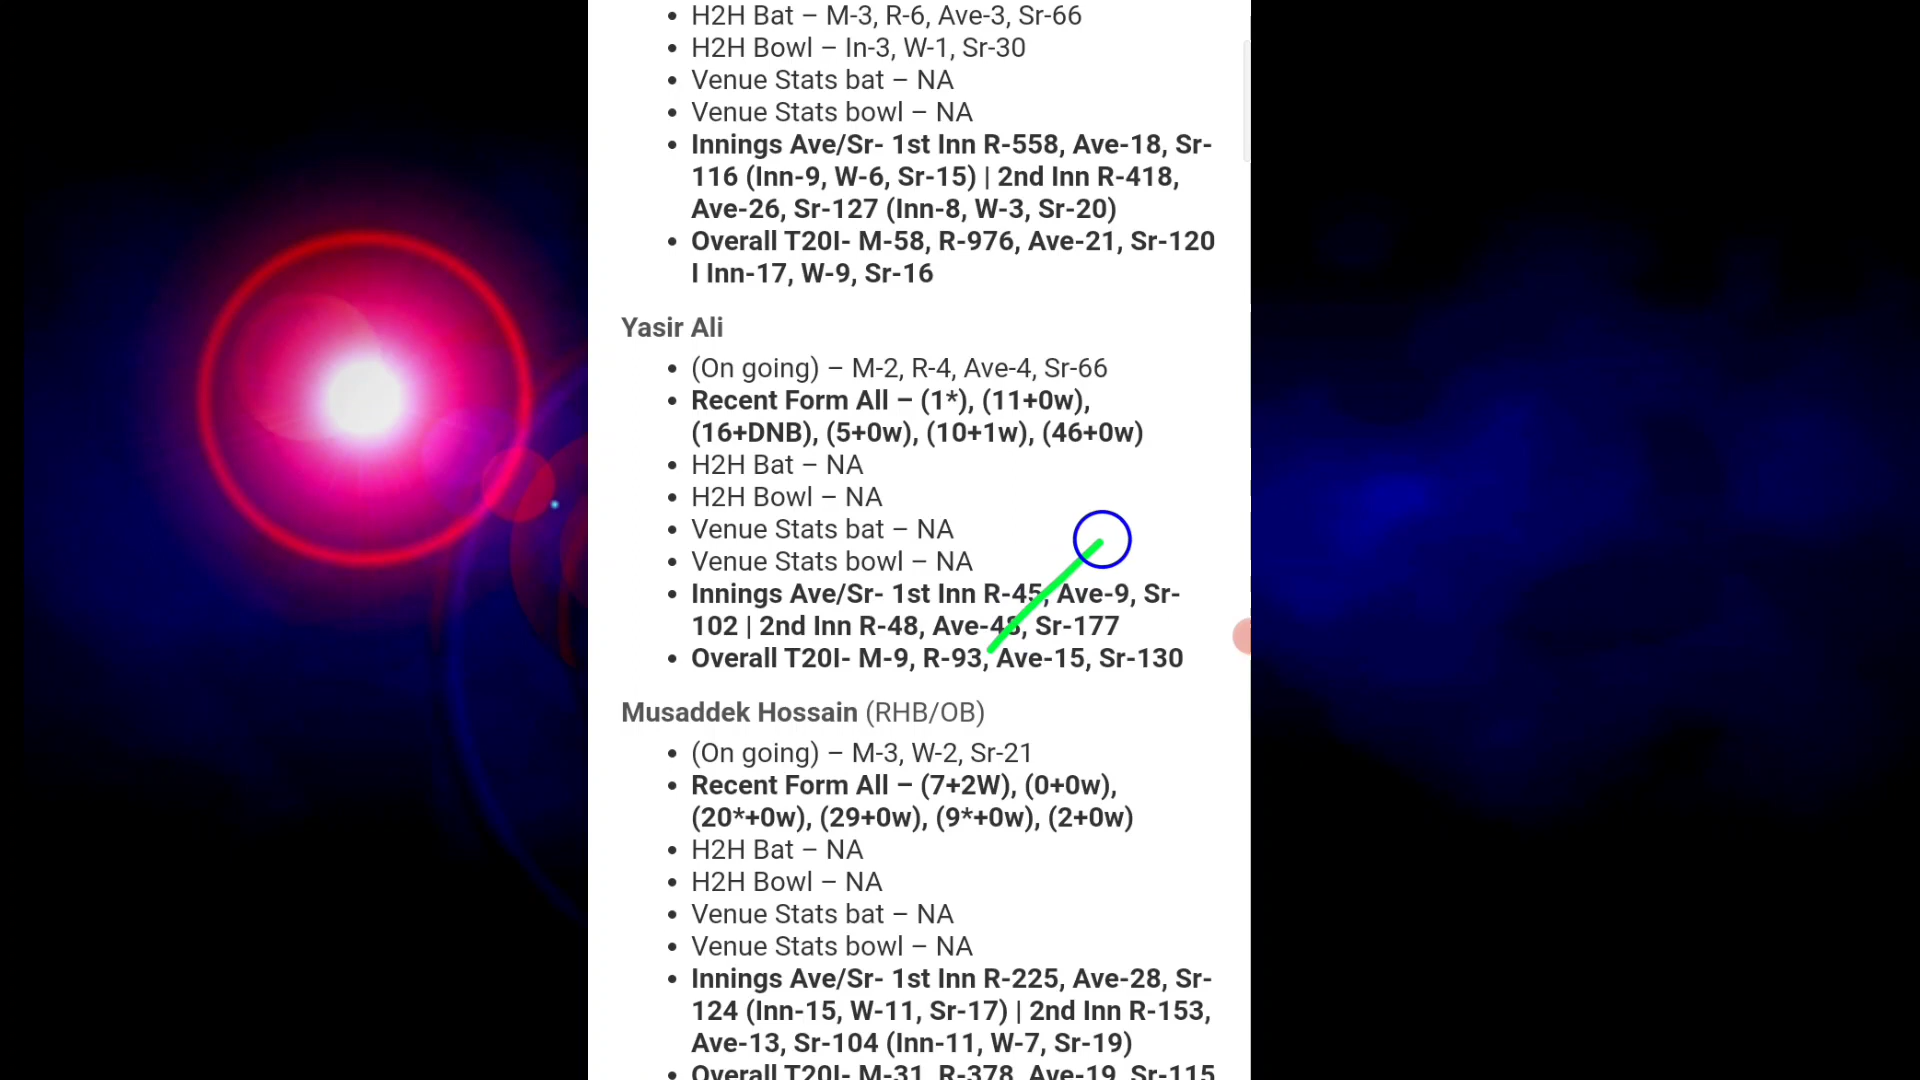 • H2H Bat – M-3, R-6, Ave-3, Sr-66
• H2H Bowl – In-3, W-1, Sr-30
• Venue Stats bat – NA
• Venue Stats bowl – NA
• Innings Ave/Sr- 1st Inn R-558, Ave-18, Sr-
116 (Inn-9, W-6, Sr-15) | 2nd Inn R-418,
Ave-26, Sr-127 (Inn-8, W-3, Sr-20)
• Overall T20I- M-58, R-976, Ave-21, Sr-120
I Inn-17, W-9, Sr-16
Yasir Ali
• (On going) – M-2, R-4, Ave-4, Sr-66
• Recent Form All – (1*), (11+0w),
(16+DNB), (5+0w), (10+1w), (46+0w)
• H2H Bat – NA
• H2H Bowl – NA
• Venue Stats bat – NA
• Venue Stats bowl – NA
• Innings Ave/Sr- 1st Inn R-45, Ave-9, Sr-
102 | 2nd Inn R-48, Ave-48, Sr-177
• Overall T20I- M-9, R-93, Ave-15, Sr-130
Musaddek Hossain (RHB/OB)
• (On going) – M-3, W-2, Sr-21
• Recent Form All – (7+2W), (0+0w),
(20*+0w), (29+0w), (9*+0w), (2+0w)
• H2H Bat – NA
• H2H Bowl – NA
• Venue Stats bat – NA
• Venue Stats bowl – NA
• Innings Ave/Sr- 1st Inn R-225, Ave-28, Sr-
124 (Inn-15, W-11, Sr-17) | 2nd Inn R-153,
Ave-13, Sr-104 (Inn-11, W-7, Sr-19)
• Overall T20I- M-31, R-378, Ave-19, Sr-115